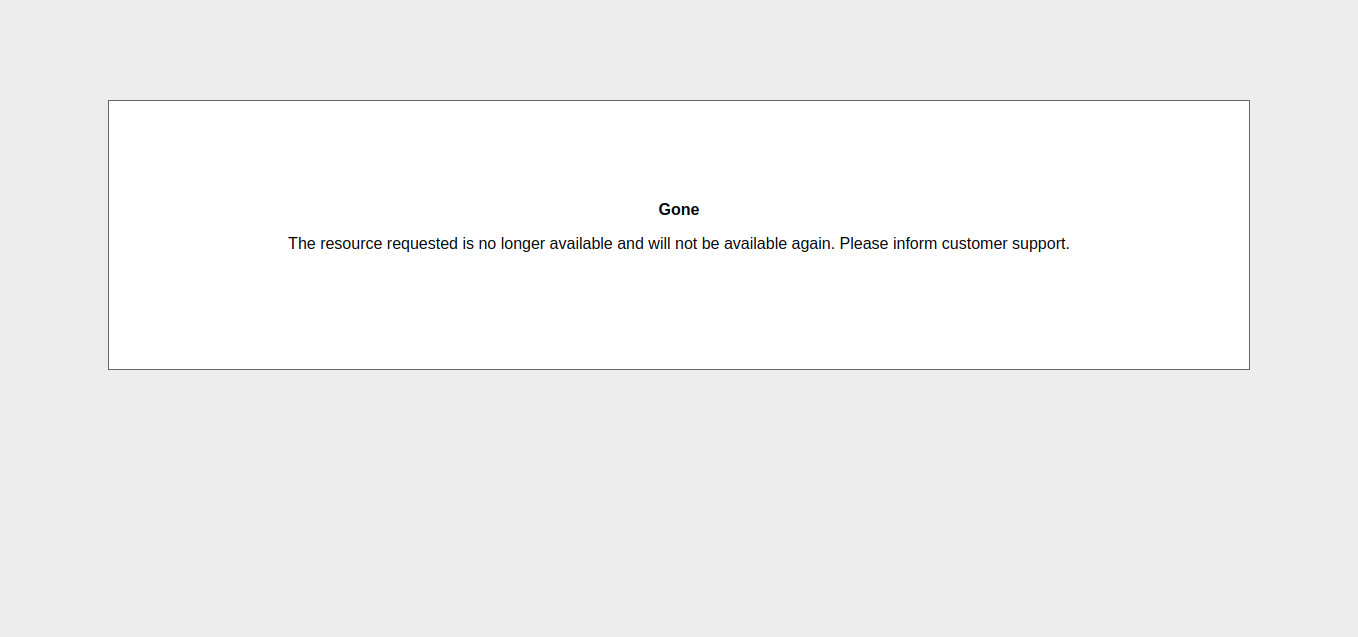 Gone
The resource requested is no longer available and will not be available again. Please inform customer support.